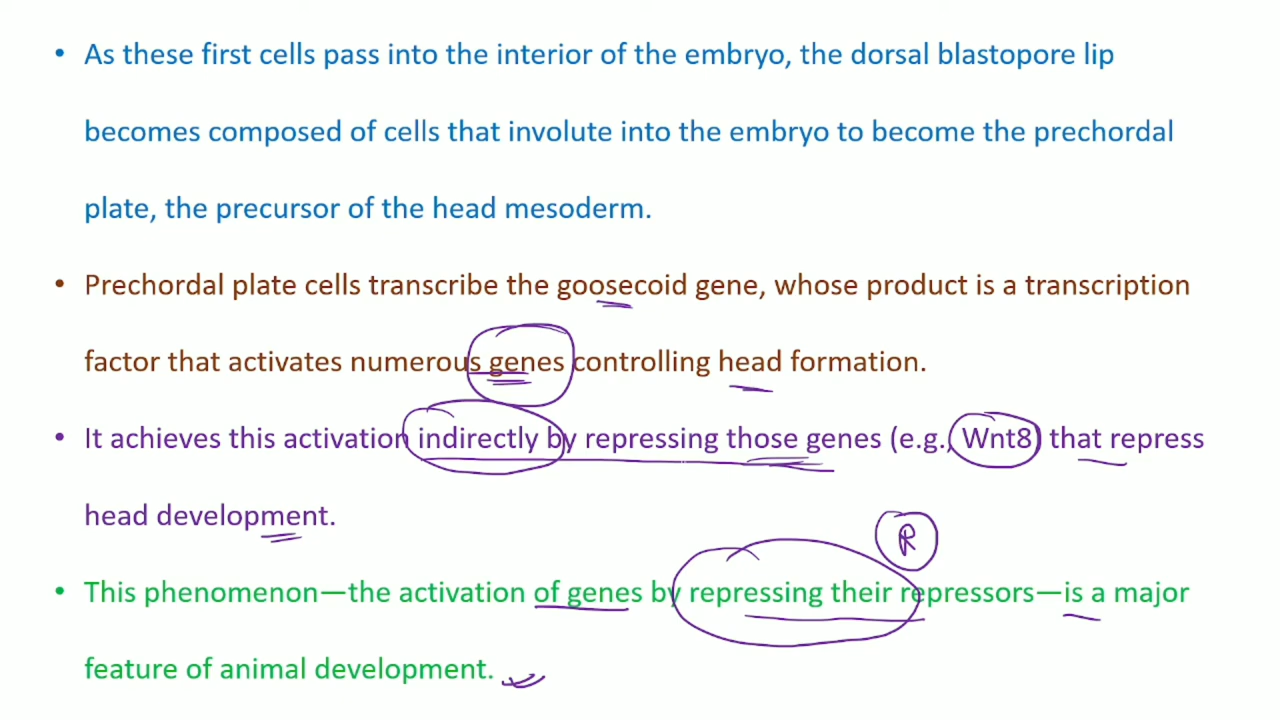 • As these first cells pass into the interior of the embryo, the dorsal blastopore lip
becomes composed of cells that involute into the embryo to become the prechordal
plate, the precursor of the head mesoderm.
• Prechordal plate cells transcribe the goosecoid gene, whose product is a transcription
factor that activates numerous genes controlling head formation.
• It achieves this activation indirectly by repressing those genes (e.g., Wnt8) that repress
head development.
R
• This phenomenon—the activation of genes by repressing their repressors—is a major
feature of animal development.